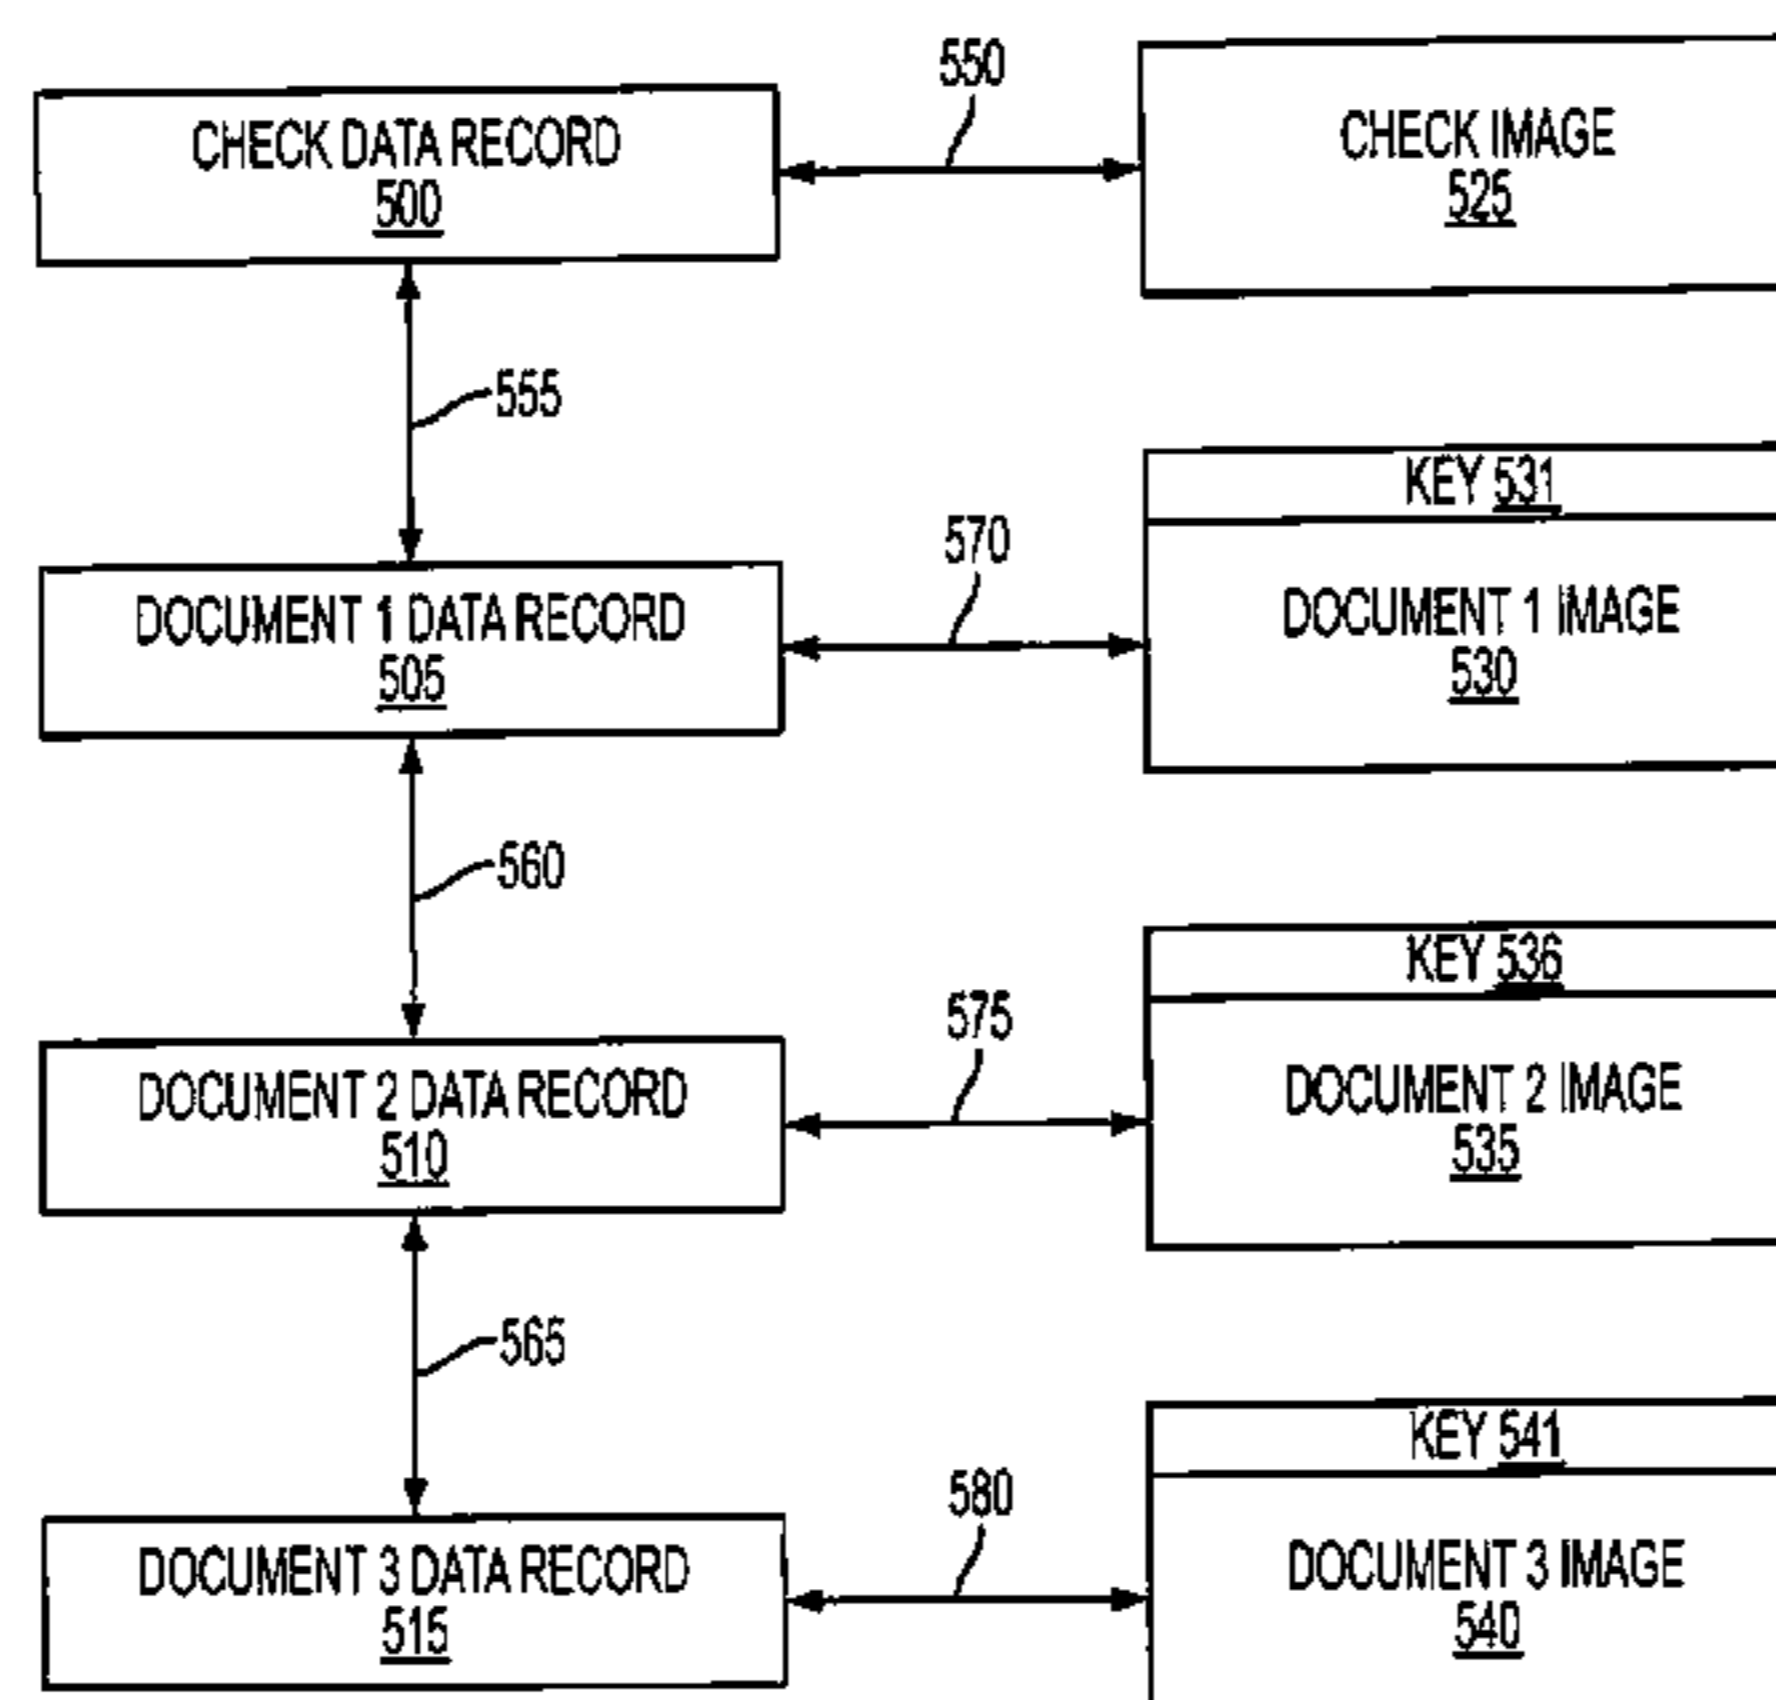 550
CHECK DATA RECORD
500
CHECK IMAGE
525
555
KEY 531
570
DOCUMENT 1 DATA RECORD
505
DOCUMENT 1 IMAGE
530
560
KEY 536
575
DOCUMENT 2 DATA RECORD
510
DOCUMENT 2 IMAGE
535
565
KEY 541
580
DOCUMENT 3 DATA RECORD
515
DOCUMENT 3 IMAGE
540